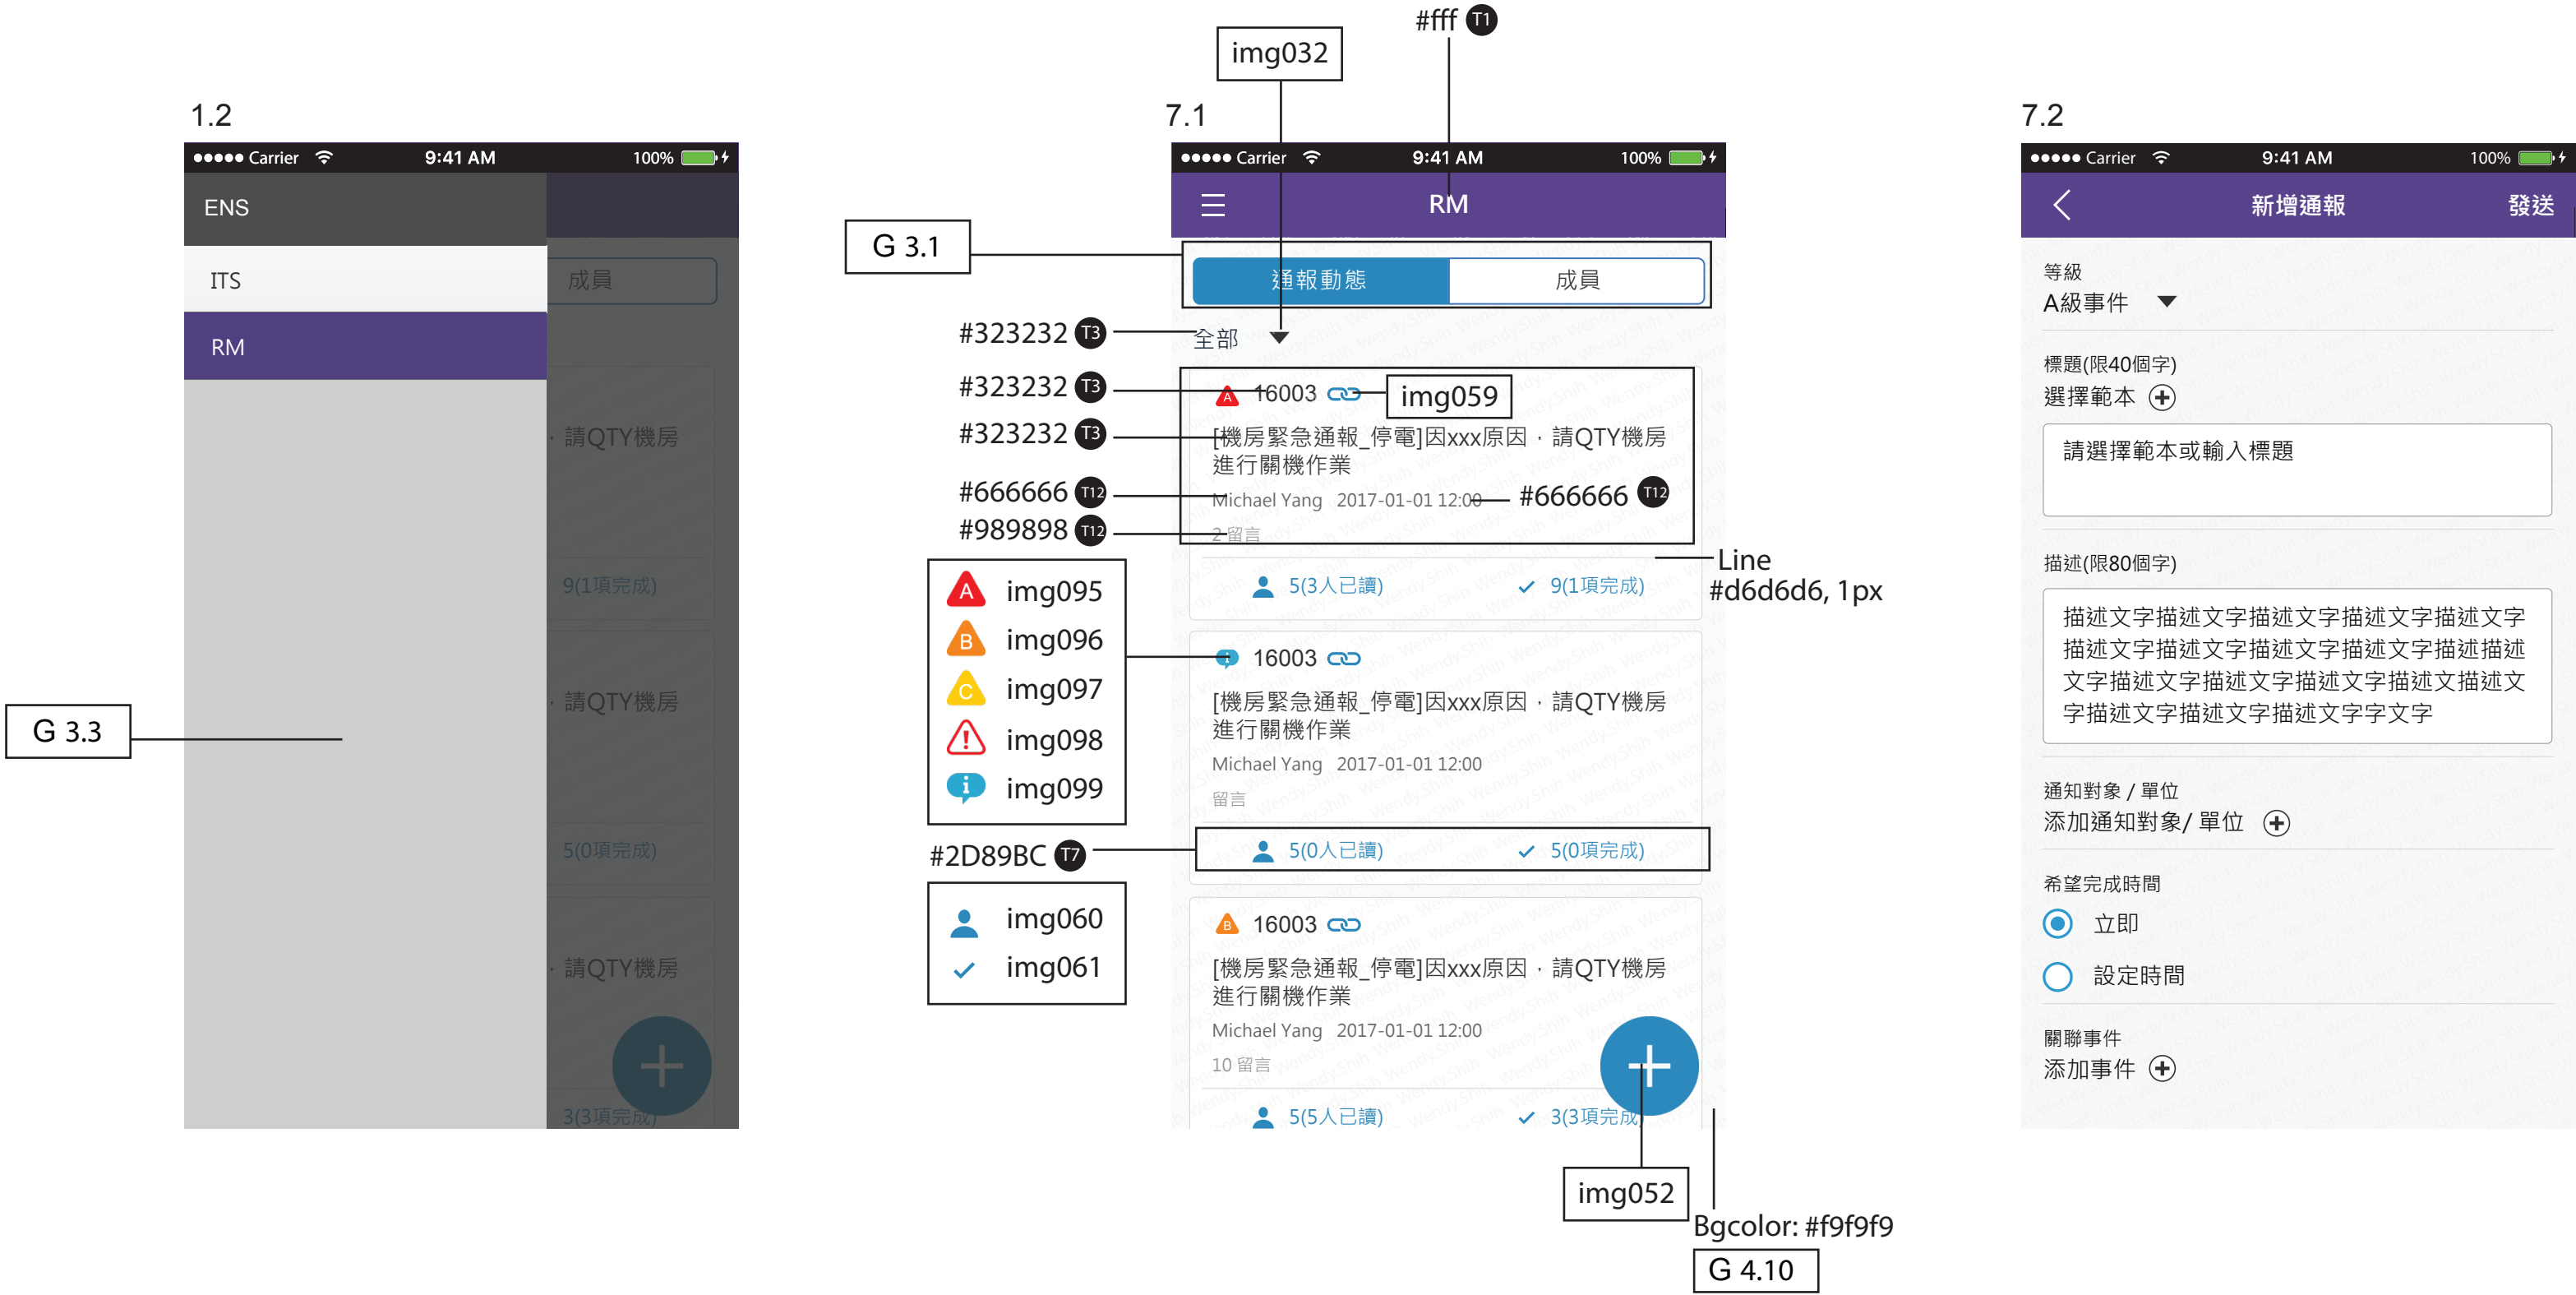 1.2
●●●●● Carrier 9:41 AM 100%
ENS
ITS
RM
成員
，請QTY機房
9(1項完成)
，請QTY機房
5(0項完成)
，請QTY機房
3(3項完成)
G 3.3
7.1
#fff T1
img032
●●●●● Carrier 9:41 AM 100%
RM
G 3.1
通報動態 成員
#323232 T3
全部
#323232 T3
A 16003
img059
#323232 T3
[機房緊急通報_停電]因xxx原因，請QTY機房
進行關機作業
#666666 T12
Michael Yang 2017-01-01 12:00
#666666 T12
#989898 T12
2 留言
Line
#d6d6d6, 1px
5(3人已讀) 9(1項完成)
A img095
B img096
C img097
! img098
i img099
i 16003
[機房緊急通報_停電]因xxx原因，請QTY機房
進行關機作業
Michael Yang 2017-01-01 12:00
留言
#2D89BC T7
5(0人已讀) 5(0項完成)
img060
img061
B 16003
[機房緊急通報_停電]因xxx原因，請QTY機房
進行關機作業
Michael Yang 2017-01-01 12:00
10 留言
5(5人已讀) 3(3項完成)
img052
Bgcolor: #f9f9f9
G 4.10
7.2
●●●●● Carrier 9:41 AM 100%
新增通報 發送
等級
A級事件
標題(限40個字)
選擇範本
請選擇範本或輸入標題
描述(限80個字)
描述文字描述文字描述文字描述文字描述文字
描述文字描述文字描述文字描述文字描述描述
文字描述文字描述文字描述文字描述文描述文
字描述文字描述文字描述文字字文字
通知對象 / 單位
添加通知對象/ 單位
希望完成時間
立即
設定時間
關聯事件
添加事件
Wendy.Shih